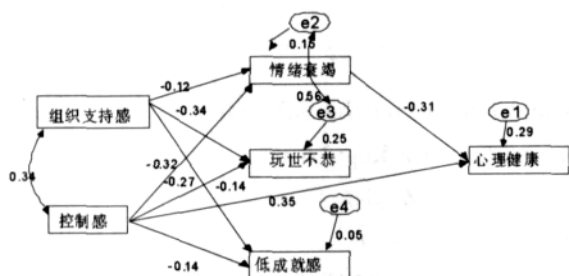 e2
0.15
情绪衰竭
-0.12
组织支持感
-0.34
0.56
e3
-0.31
e1
0.25
0.29
玩世不恭
心理健康
-0.32
-0.27
-0.14
0.34
0.35
e4
控制感
0.05
低成就感
-0.14